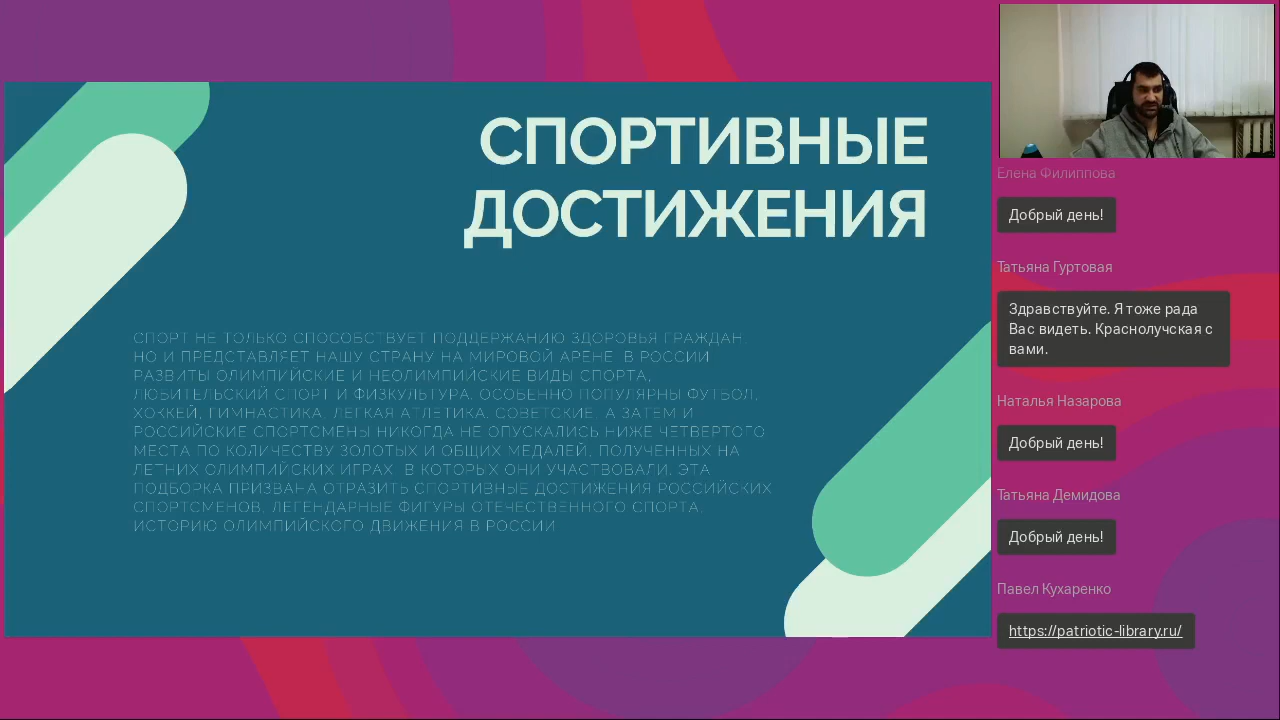 СПОРТИВНЫЕ
ДОСТИЖЕНИЯ
СПОРТ НЕ ТОЛЬКО СПОСОБСТВУЕТ ПОДДЕРЖАНИЮ ЗДОРОВЬЯ ГРАЖДАН,
НО И ПРЕДСТАВЛЯЕТ НАШУ СТРАНУ НА МИРОВОЙ АРЕНЕ. В РОССИИ
РАЗВИТЫ ОЛИМПИЙСКИЕ И НЕОЛИМПИЙСКИЕ ВИДЫ СПОРТА,
ЛЮБИТЕЛЬСКИЙ СПОРТ И ФИЗКУЛЬТУРА. ОСОБЕННО ПОПУЛЯРНЫ ФУТБОЛ,
ХОККЕЙ, ГИМНАСТИКА, ЛЕГКАЯ АТЛЕТИКА. СОВЕТСКИЕ, А ЗАТЕМ И
РОССИЙСКИЕ СПОРТСМЕНЫ НИКОГДА НЕ ОПУСКАЛИСЬ НИЖЕ ЧЕТВЕРТОГО
МЕСТА ПО КОЛИЧЕСТВУ ЗОЛОТЫХ И ОБЩИХ МЕДАЛЕЙ, ПОЛУЧЕННЫХ НА
ЛЕТНИХ ОЛИМПИЙСКИХ ИГРАХ, В КОТОРЫХ ОНИ УЧАСТВОВАЛИ. ЭТА
ПОДБОРКА ПРИЗВАНА ОТРАЗИТЬ СПОРТИВНЫЕ ДОСТИЖЕНИЯ РОССИЙСКИХ
СПОРТСМЕНОВ, ЛЕГЕНДАРНЫЕ ФИГУРЫ ОТЕЧЕСТВЕННОГО СПОРТА,
ИСТОРИЮ ОЛИМПИЙСКОГО ДВИЖЕНИЯ В РОССИИ
Елена Филиппова
Добрый день!
Татьяна Гуртовая
Здравствуйте. Я тоже рада
Вас видеть. Краснолучская с
вами.
Наталья Назарова
Добрый день!
Татьяна Демидова
Добрый день!
Павел Кухаренко
https://patriotic-library.ru/